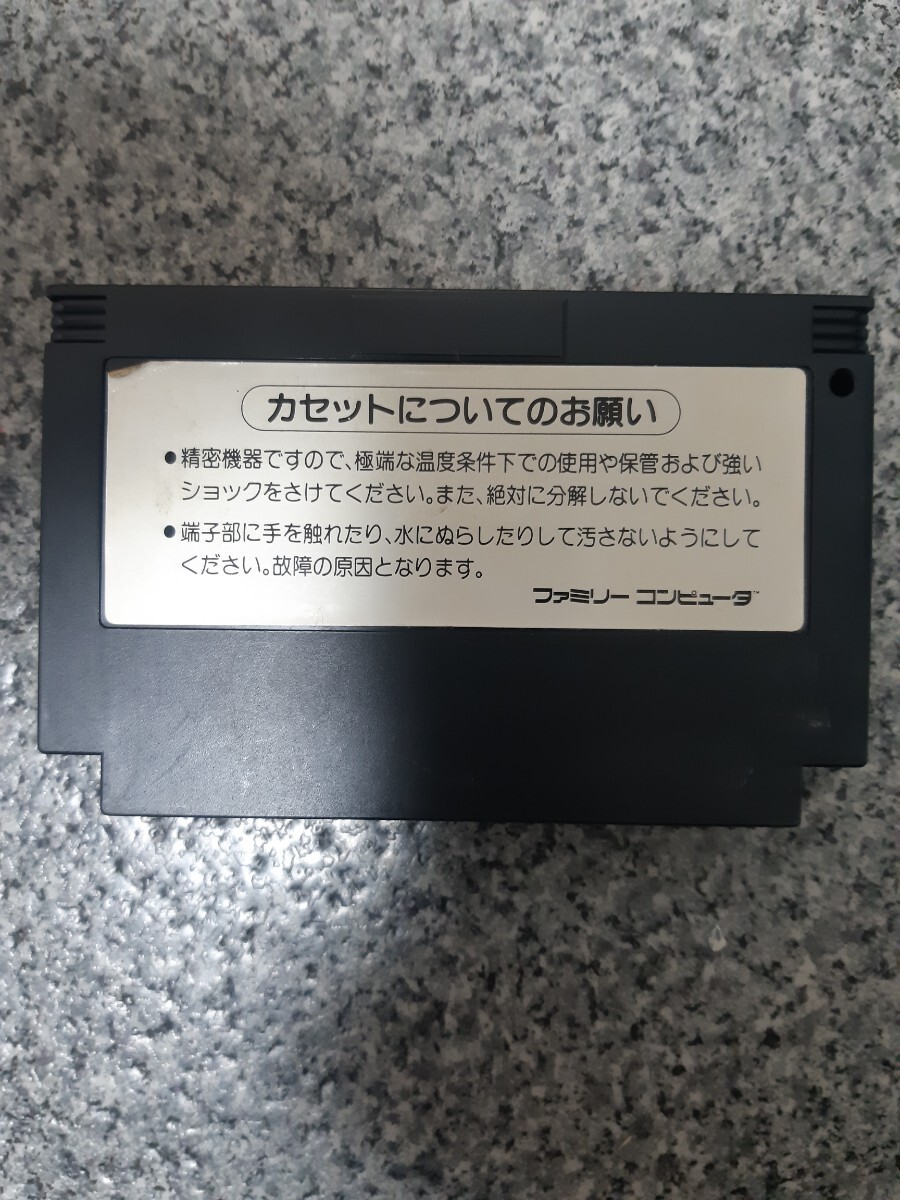 カセットについてのお願い
●精密機器ですので、極端な温度条件下での使用や保管および強い
ショックをさけてください。また、絶対に分解しないでください。
●端子部に手を触れたり、水にぬらしたりして汚さないようにして
ください。故障の原因となります。
ファミリー コンピュータ™